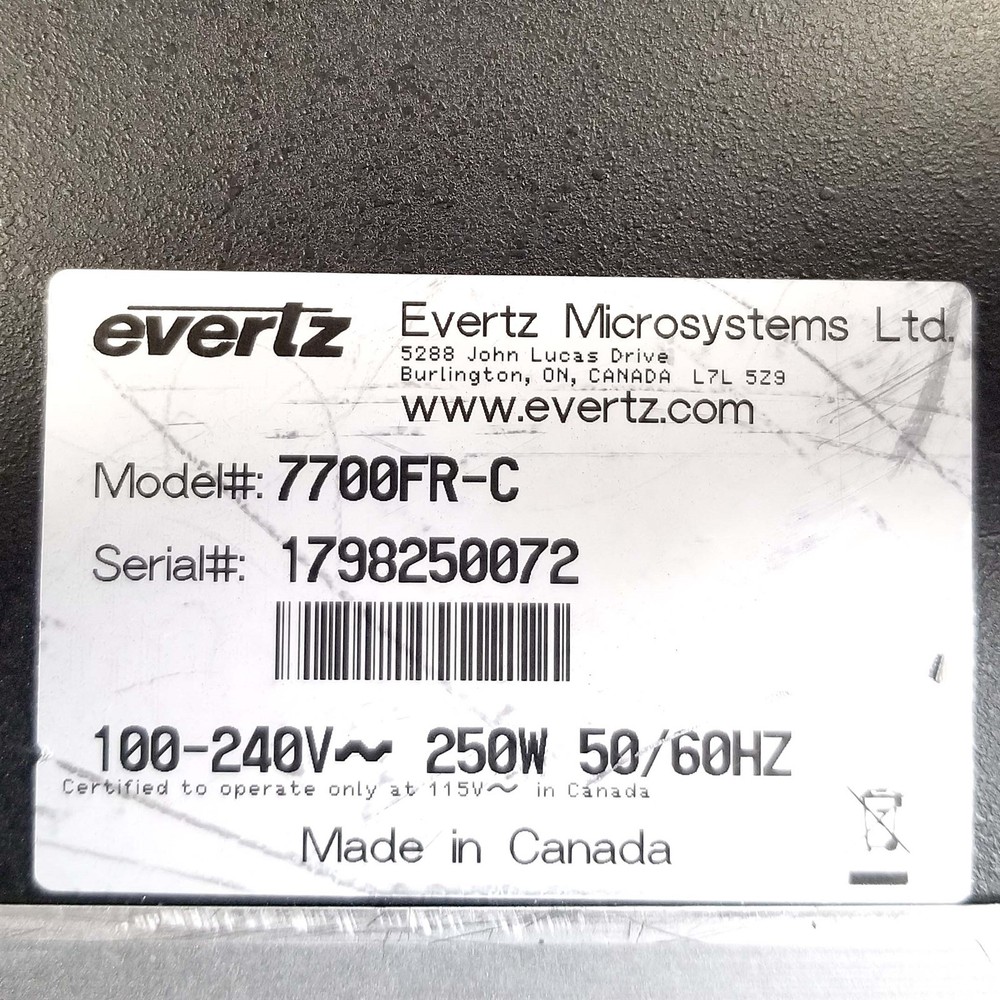 evertz
Evertz Microsystems Ltd.
5288 John Lucas Drive
Burlington, ON, CANADA L7L 5Z9
www.evertz.com
Model#: 7700FR-C
Serial#: 1798250072
100-240V~ 250W 50/60HZ
Certified to operate only at 115V~ in Canada
Made in Canada